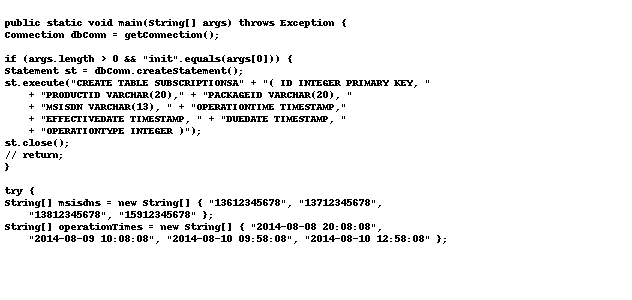 public static void main(String[] args) throws Exception {
Connection dbConn = getConnection();
if (args.length > 0 && "init".equals(args[0])) {
Statement st = dbConn.createStatement();
st.execute("CREATE TABLE SUBSCRIPTIONSA" + "( ID INTEGER PRIMARY KEY, "
+ "PRODUCTID VARCHAR(20)," + "PACKAGEID VARCHAR(20), "
+ "MSISDN VARCHAR(13), " + "OPERATIONTIME TIMESTAMP,"
+ "EFFECTIVEDATE TIMESTAMP, " + "DUEDATE TIMESTAMP, "
+ "OPERATIONTYPE INTEGER )");
st.close();
// return;
}
try {
String[] msisdns = new String[] { "13612345678", "13712345678",
"13812345678", "15912345678" };
String[] operationTimes = new String[] { "2014-08-08 20:08:08",
"2014-08-09 10:08:08", "2014-08-10 09:58:08", "2014-08-10 12:58:08" };